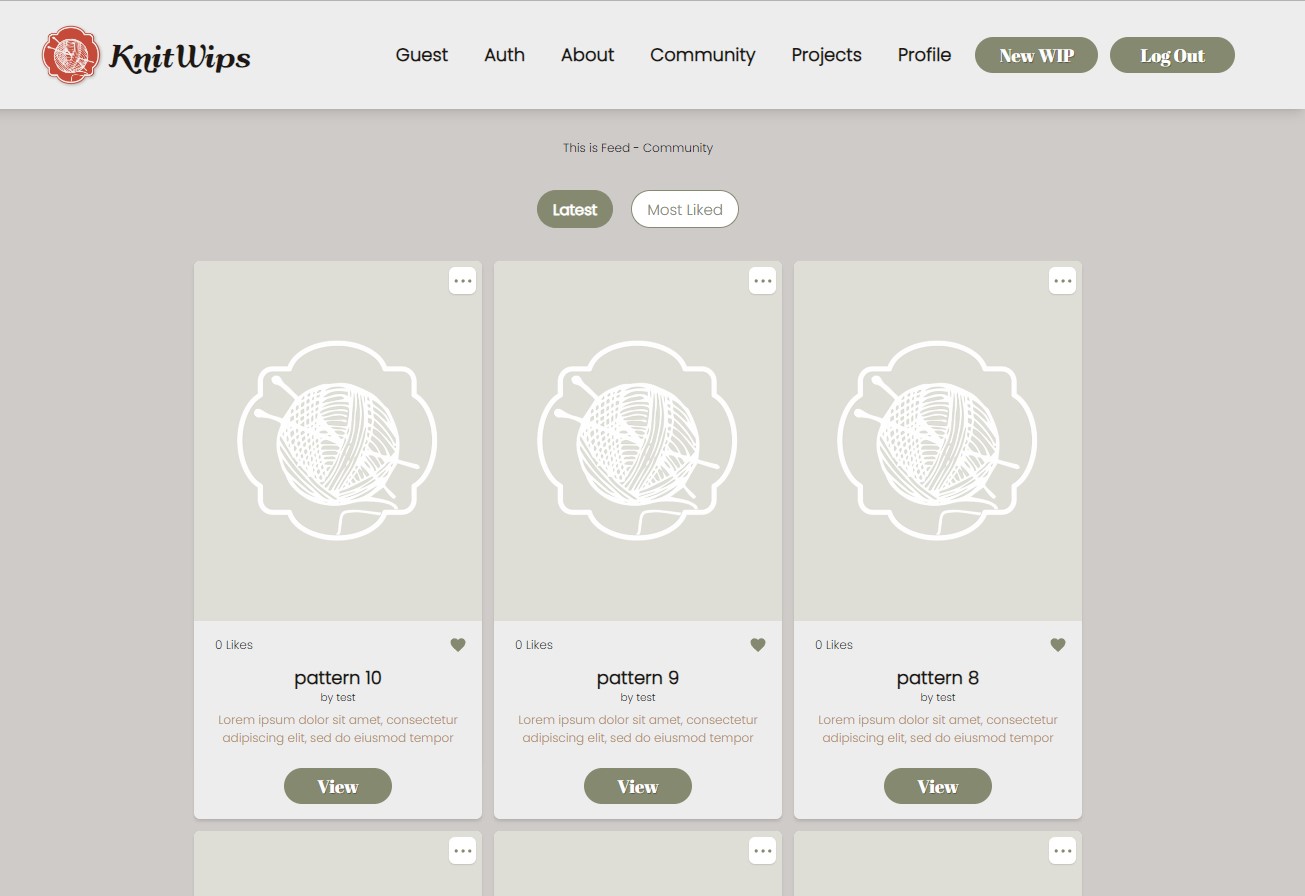 KnitWips
Guest Auth About Community Projects Profile New WIP Log Out
This is Feed - Community
Latest Most Liked
0 Likes
pattern 10
by test
Lorem ipsum dolor sit amet, consectetur
adipiscing elit, sed do eiusmod tempor
View
0 Likes
pattern 9
by test
Lorem ipsum dolor sit amet, consectetur
adipiscing elit, sed do eiusmod tempor
View
0 Likes
pattern 8
by test
Lorem ipsum dolor sit amet, consectetur
adipiscing elit, sed do eiusmod tempor
View